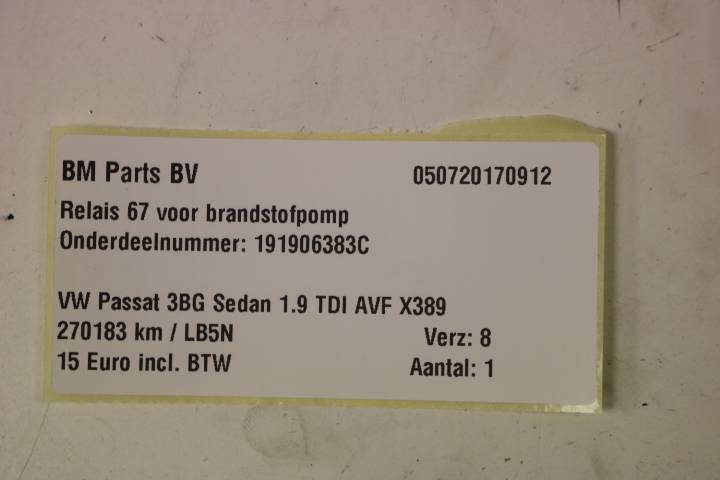 BM Parts BV 050720170912
Relais 67 voor brandstofpomp
Onderdeelnummer: 191906383C
VW Passat 3BG Sedan 1.9 TDI AVF X389
270183 km / LB5N Verz: 8
15 Euro incl. BTW Aantal: 1